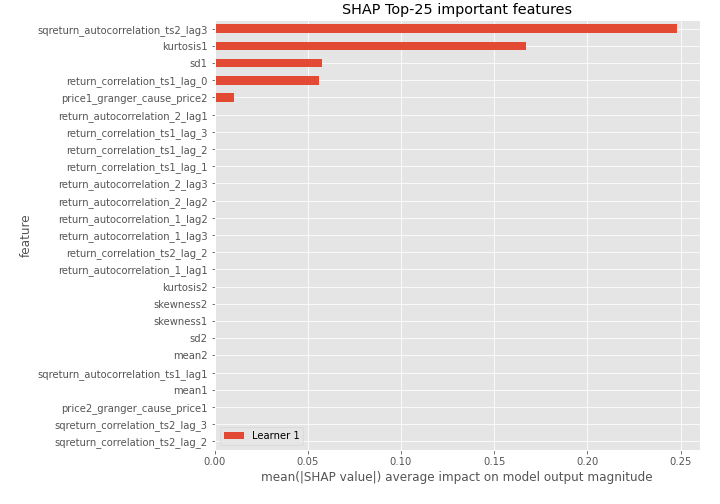 SHAP Top-25 important features
sqreturn_autocorrelation_ts2_lag3
kurtosis1
sd1
return_correlation_ts1_lag_0
price1_granger_cause_price2
return_autocorrelation_2_lag1
return_correlation_ts1_lag_3
return_correlation_ts1_lag_2
return_correlation_ts1_lag_1
return_autocorrelation_2_lag3
return_autocorrelation_2_lag2
return_autocorrelation_1_lag2
return_autocorrelation_1_lag3
return_correlation_ts2_lag_2
return_autocorrelation_1_lag1
kurtosis2
skewness2
skewness1
sd2
mean2
sqreturn_autocorrelation_ts1_lag1
mean1
price2_granger_cause_price1
sqreturn_correlation_ts2_lag_3
sqreturn_correlation_ts2_lag_2
feature
Learner 1
0.00 0.05 0.10 0.15 0.20 0.25
mean(|SHAP value|) average impact on model output magnitude